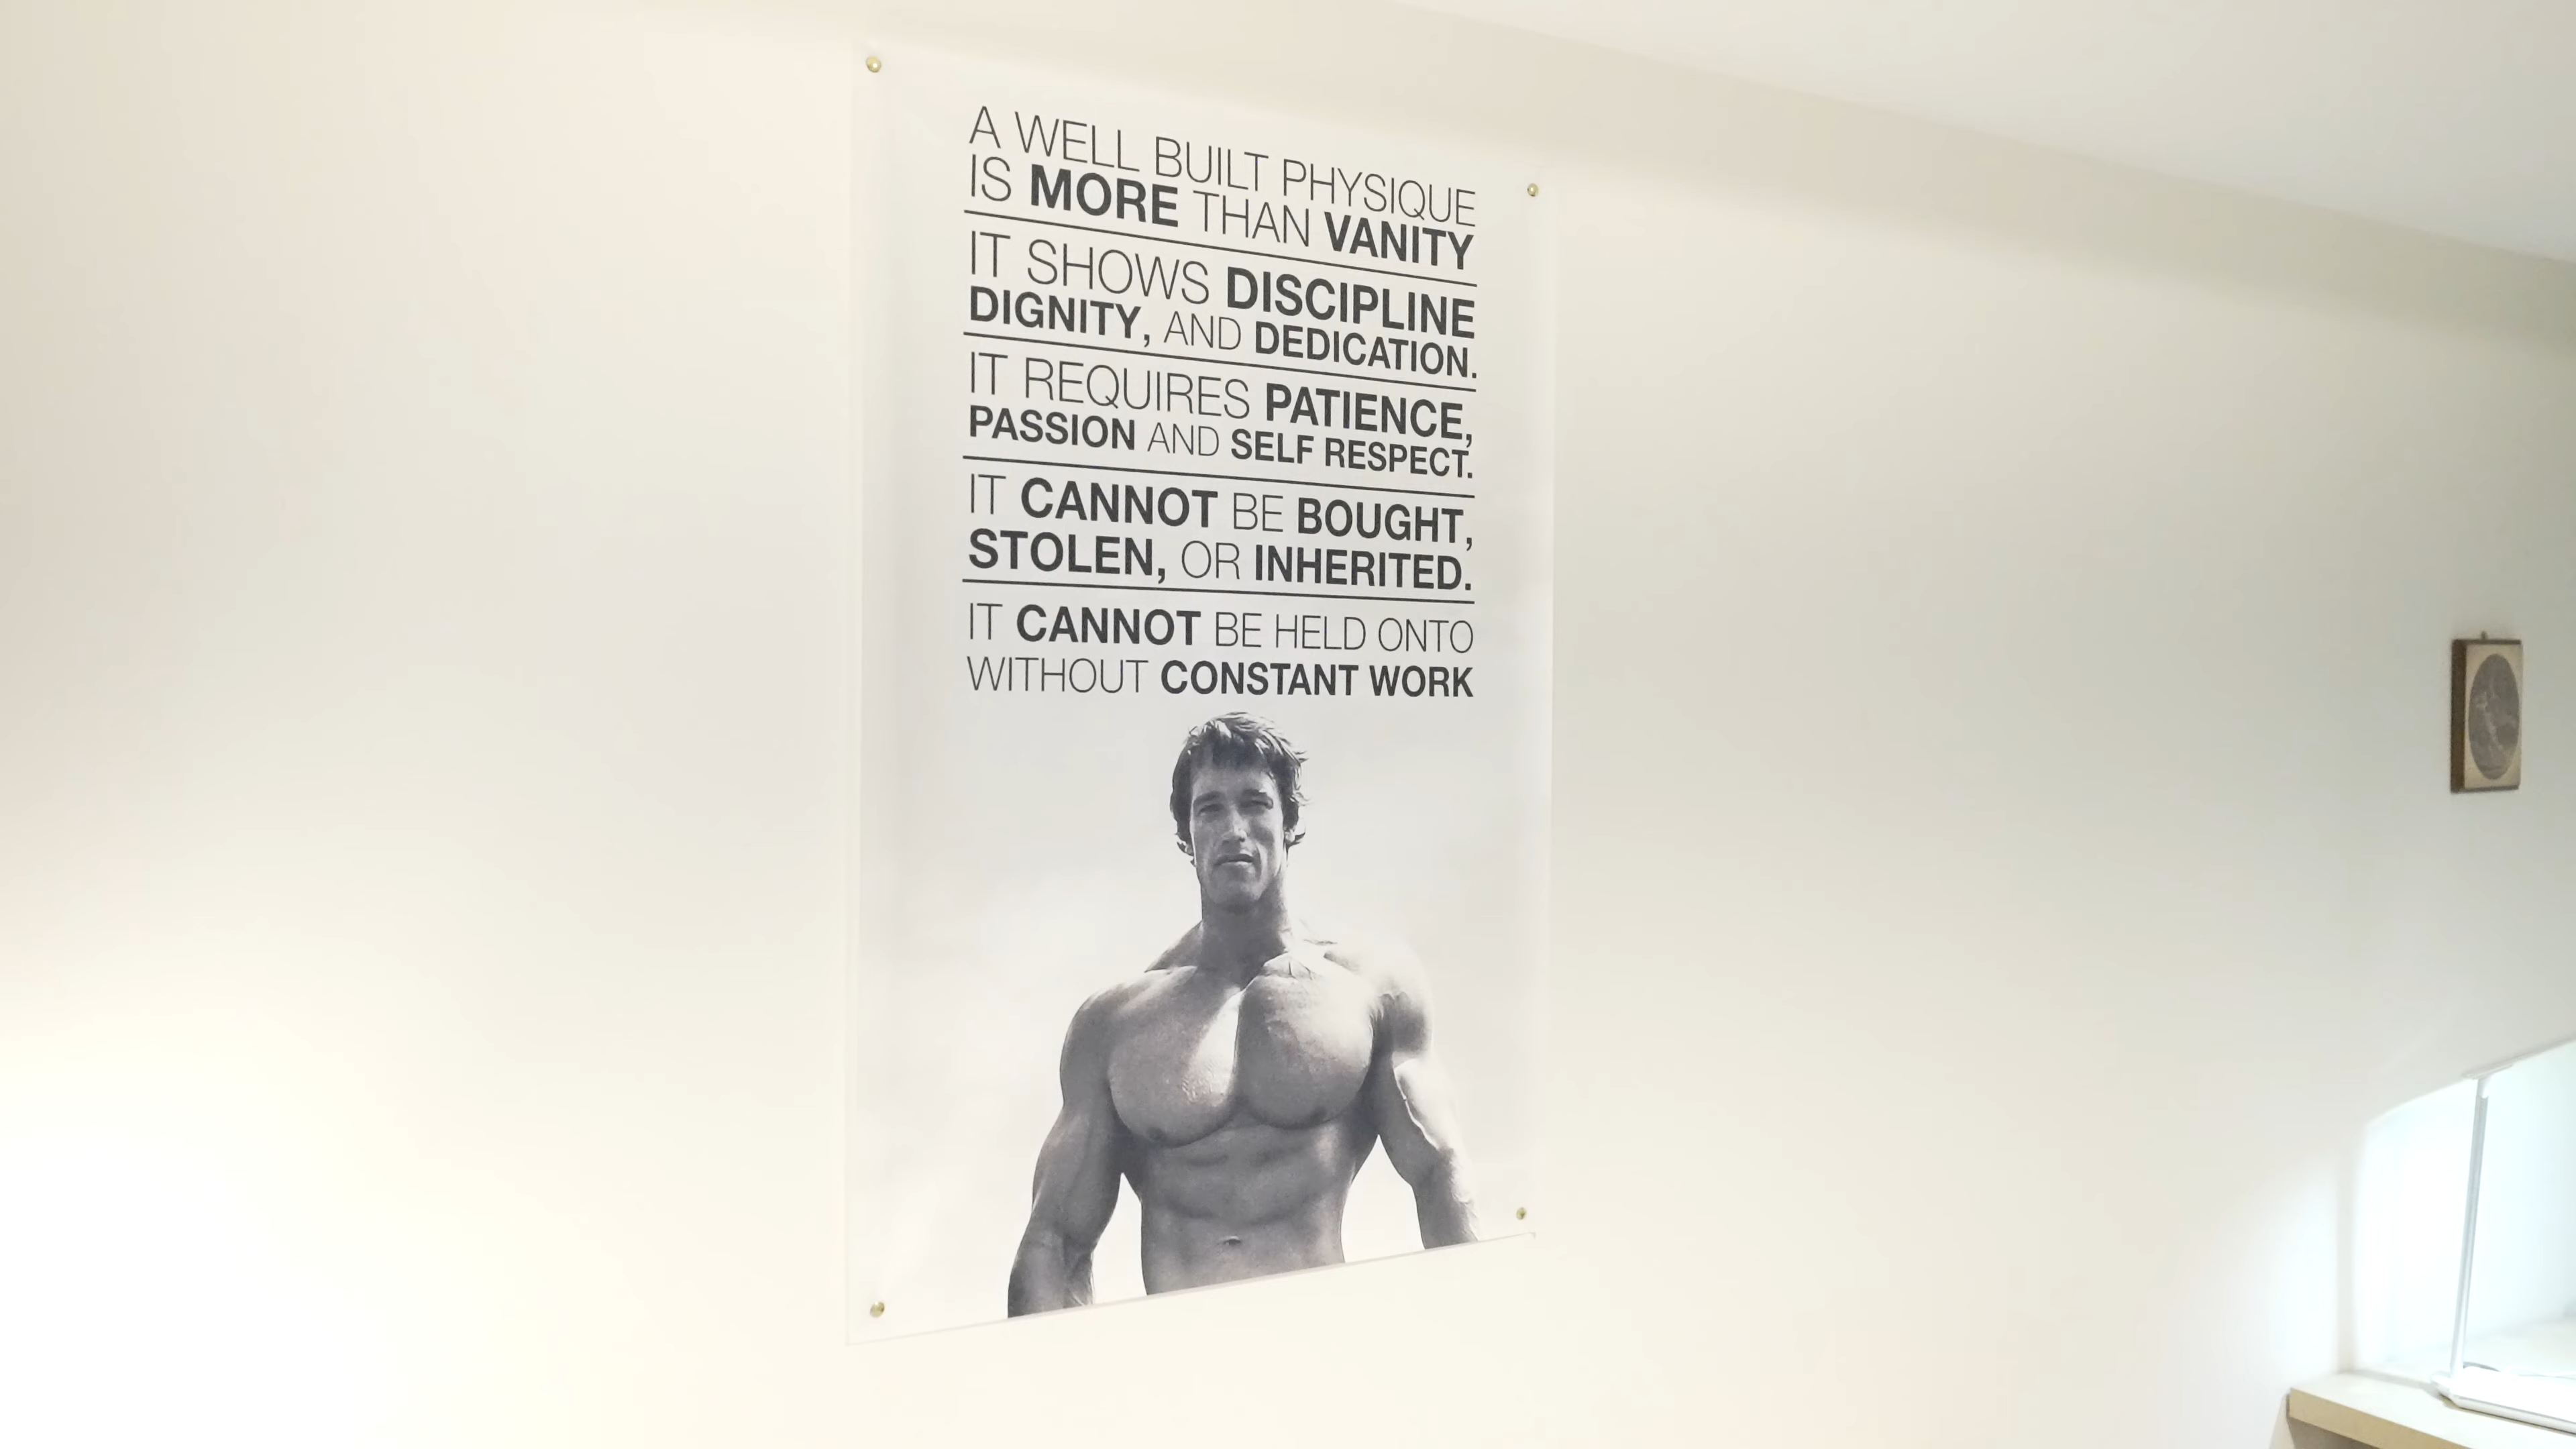 A WELL BUILT PHYSIQUE
IS MORE THAN VANITY
IT SHOWS DISCIPLINE
DIGNITY, AND DEDICATION.
IT REQUIRES PATIENCE,
PASSION AND SELF RESPECT.
IT CANNOT BE BOUGHT,
STOLEN, OR INHERITED.
IT CANNOT BE HELD ONTO
WITHOUT CONSTANT WORK